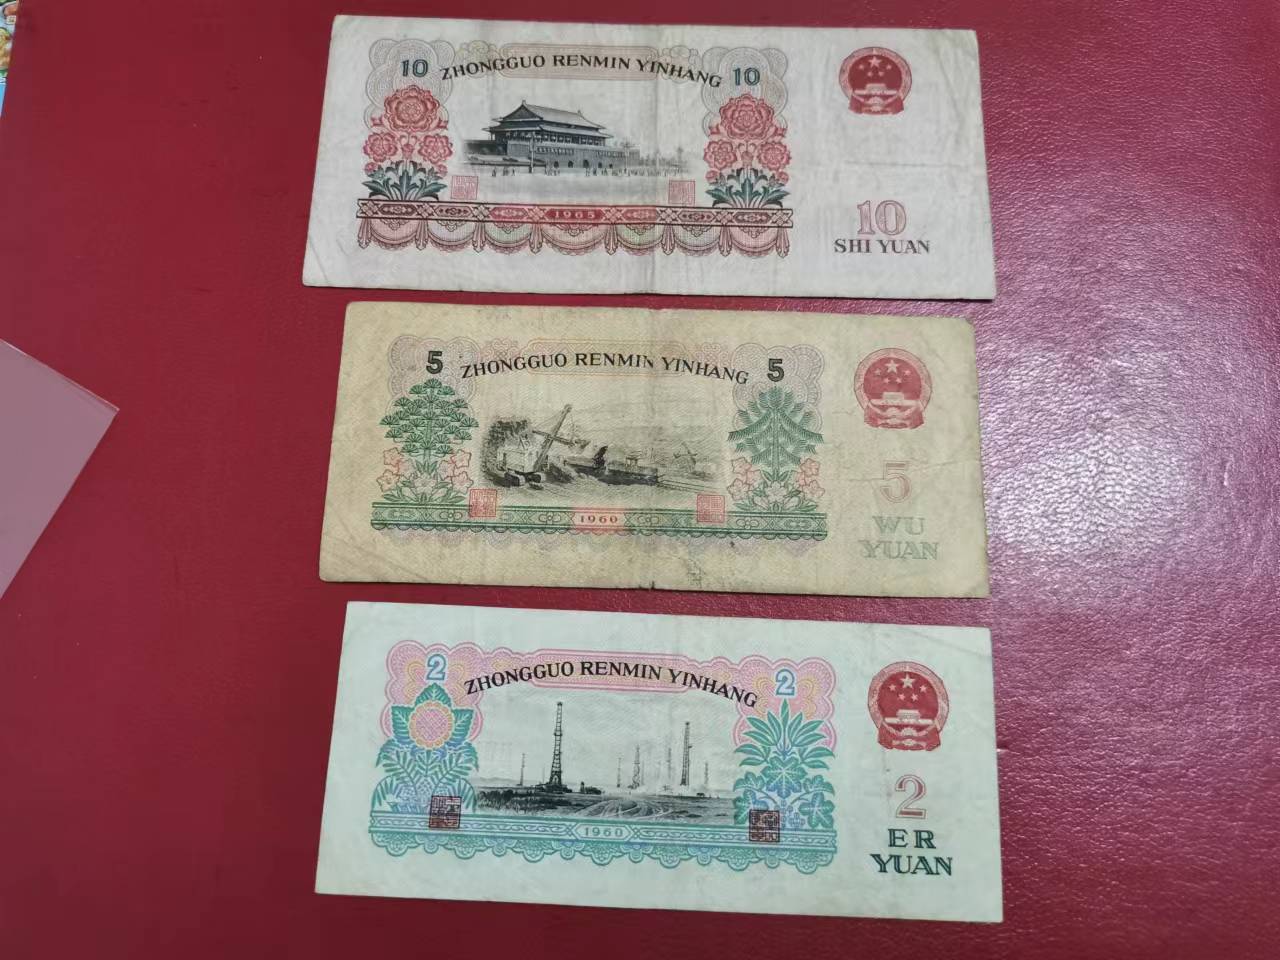 10 ZHONGGUO RENMIN YINHANG 10
1965
10
SHI YUAN
5 ZHONGGUO RENMIN YINHANG 5
1960
5
WU
YUAN
2 ZHONGGUO RENMIN YINHANG 2
1960
2
ER
YUAN